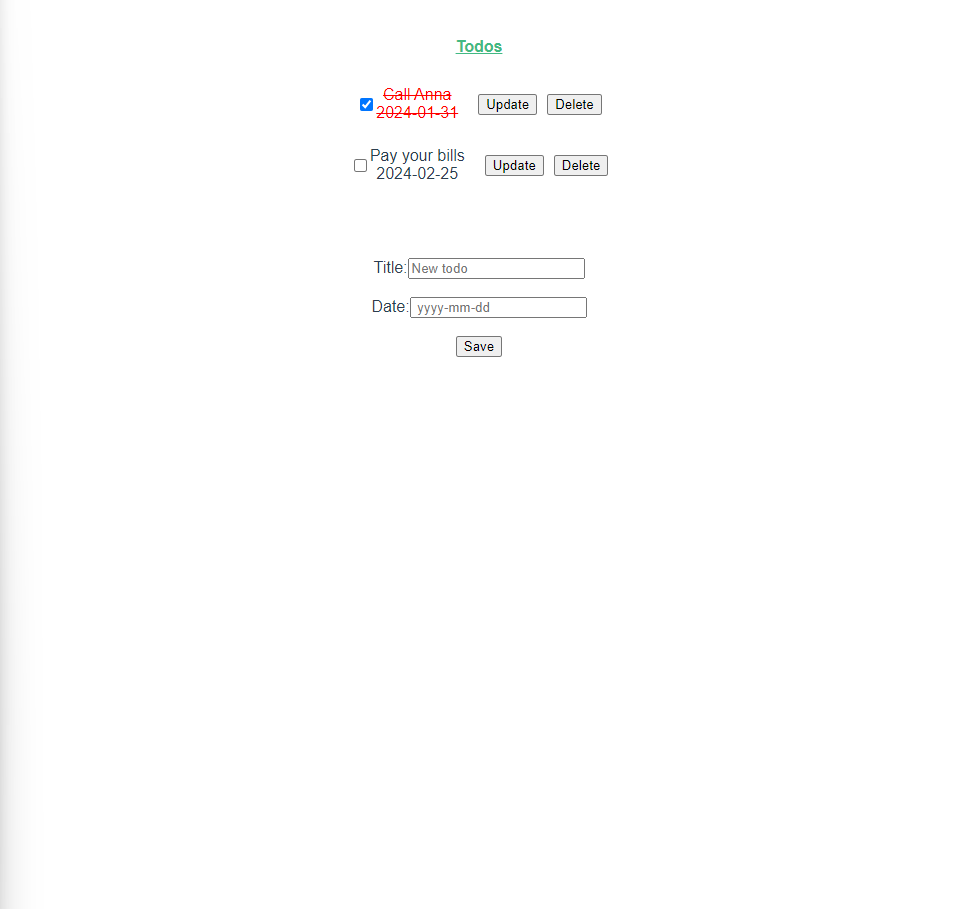 Todos
Call Anna
2024-01-31
Update Delete
Pay your bills
2024-02-25
Update Delete
Title: New todo
Date: yyyy-mm-dd
Save